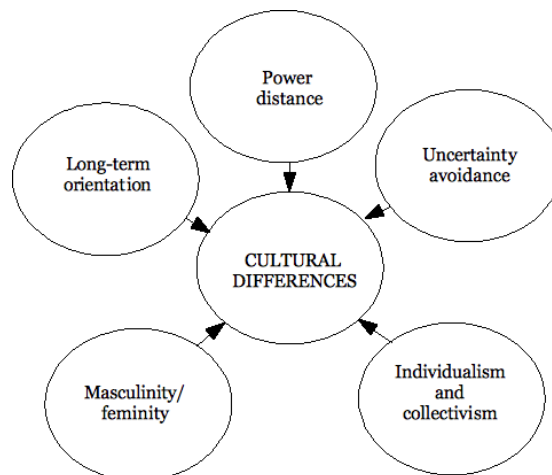 Power
distance
Long-term
orientation
Uncertainty
avoidance
CULTURAL
DIFFERENCES
Masculinity/
feminity
Individualism
and
collectivism